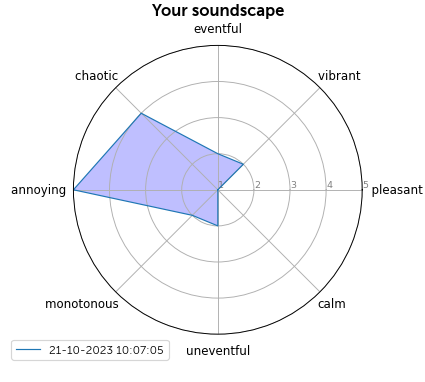 Your soundscape
eventful
chaotic
vibrant
annoying
1
2
3
4
5
pleasant
monotonous
calm
uneventful
21-10-2023 10:07:05